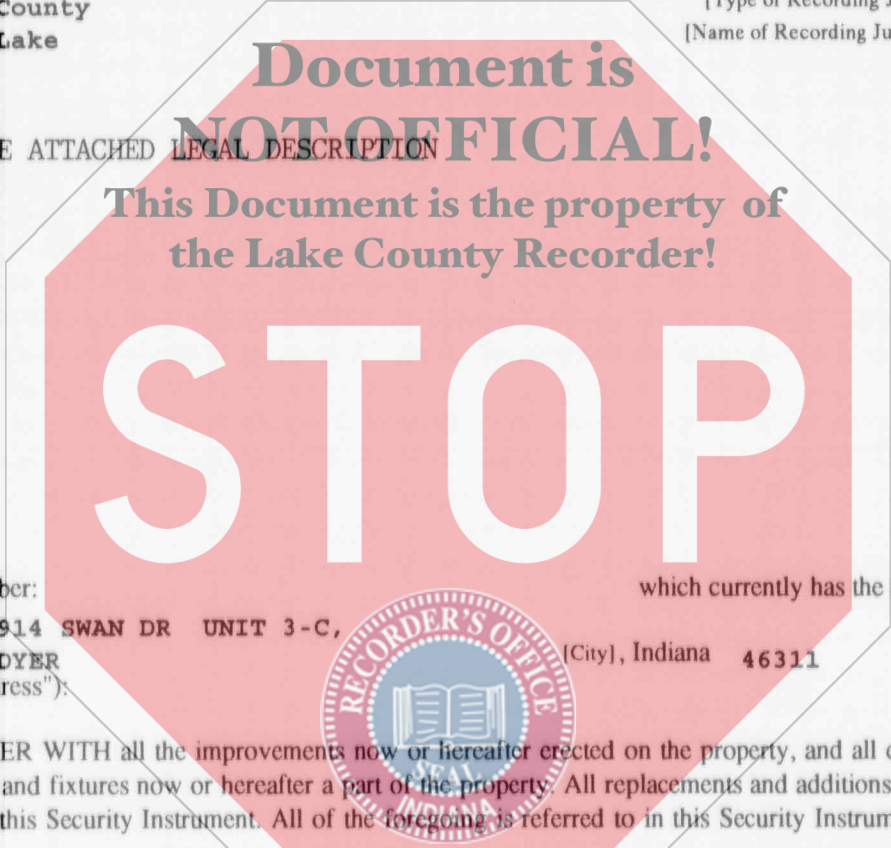 County
[Type of Recording J
Lake
[Name of Recording Ju
Document is
NOT OFFICIAL!
E ATTACHED LEGAL DESCRIPTION
This Document is the property of
the Lake County Recorder!
STOP
ber:
which currently has the
914 SWAN DR UNIT 3-C,
DYER
[City], Indiana 46311
ress"):
RECORDER'S OFFICE
SEAL
INDIANA
ER WITH all the improvements now or hereafter erected on the property, and all e
and fixtures now or hereafter a part of the property. All replacements and additions
this Security Instrument. All of the foregoing is referred to in this Security Instrum